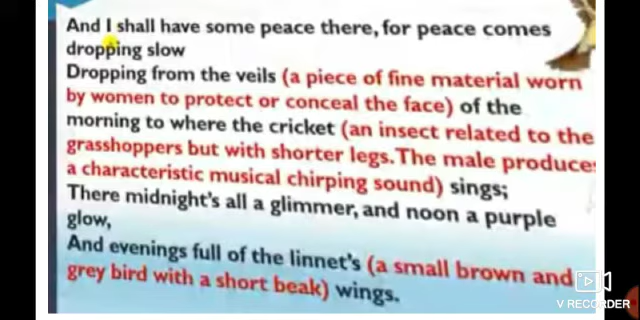 And I shall have some peace there, for peace comes
dropping slow
Dropping from the veils (a piece of fine material worn
by women to protect or conceal the face) of the
morning to where the cricket (an insect related to the
grasshoppers but with shorter legs. The male produce
a characteristic musical chirping sound) sings;
There midnight's all a glimmer, and noon a purple
glow,
And evenings full of the linnet's (a small brown and
grey bird with a short beak) wings.
V RECORDER